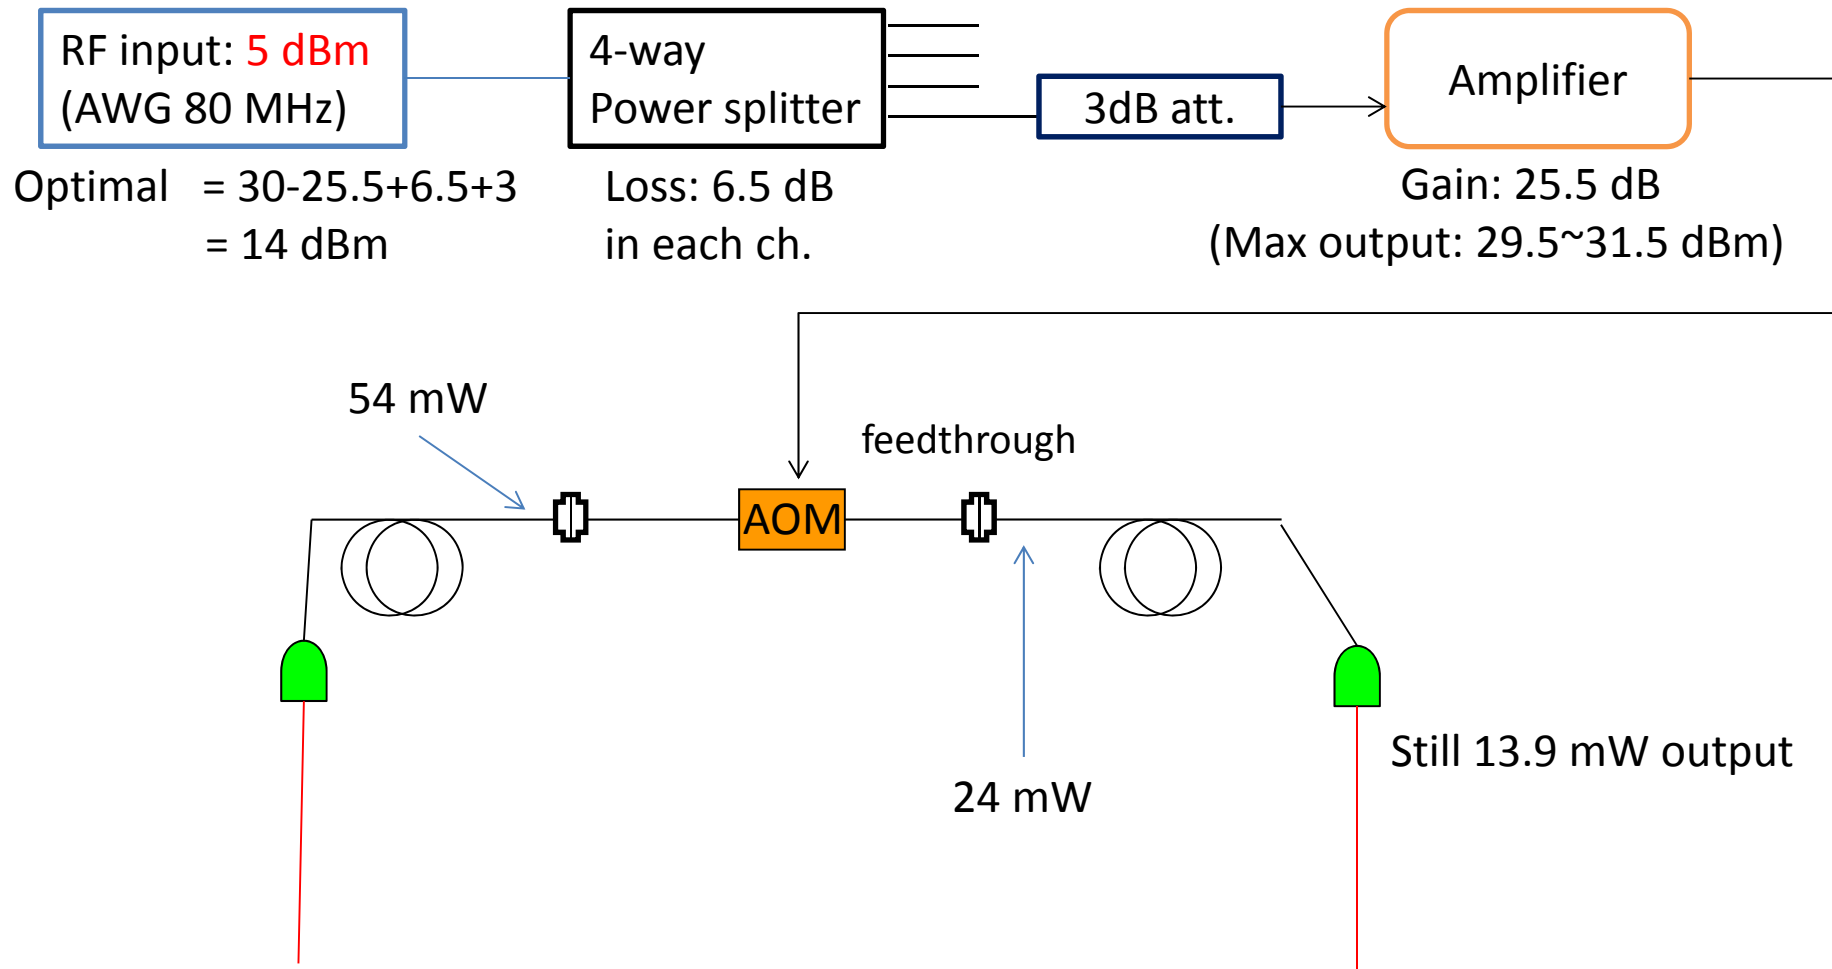 RF input: 5 dBm
(AWG 80 MHz)
4-way
Power splitter
3dB att.
Amplifier
Optimal = 30-25.5+6.5+3
= 14 dBm
Loss: 6.5 dB
in each ch.
Gain: 25.5 dB
(Max output: 29.5~31.5 dBm)
54 mW
feedthrough
AOM
24 mW
Still 13.9 mW output